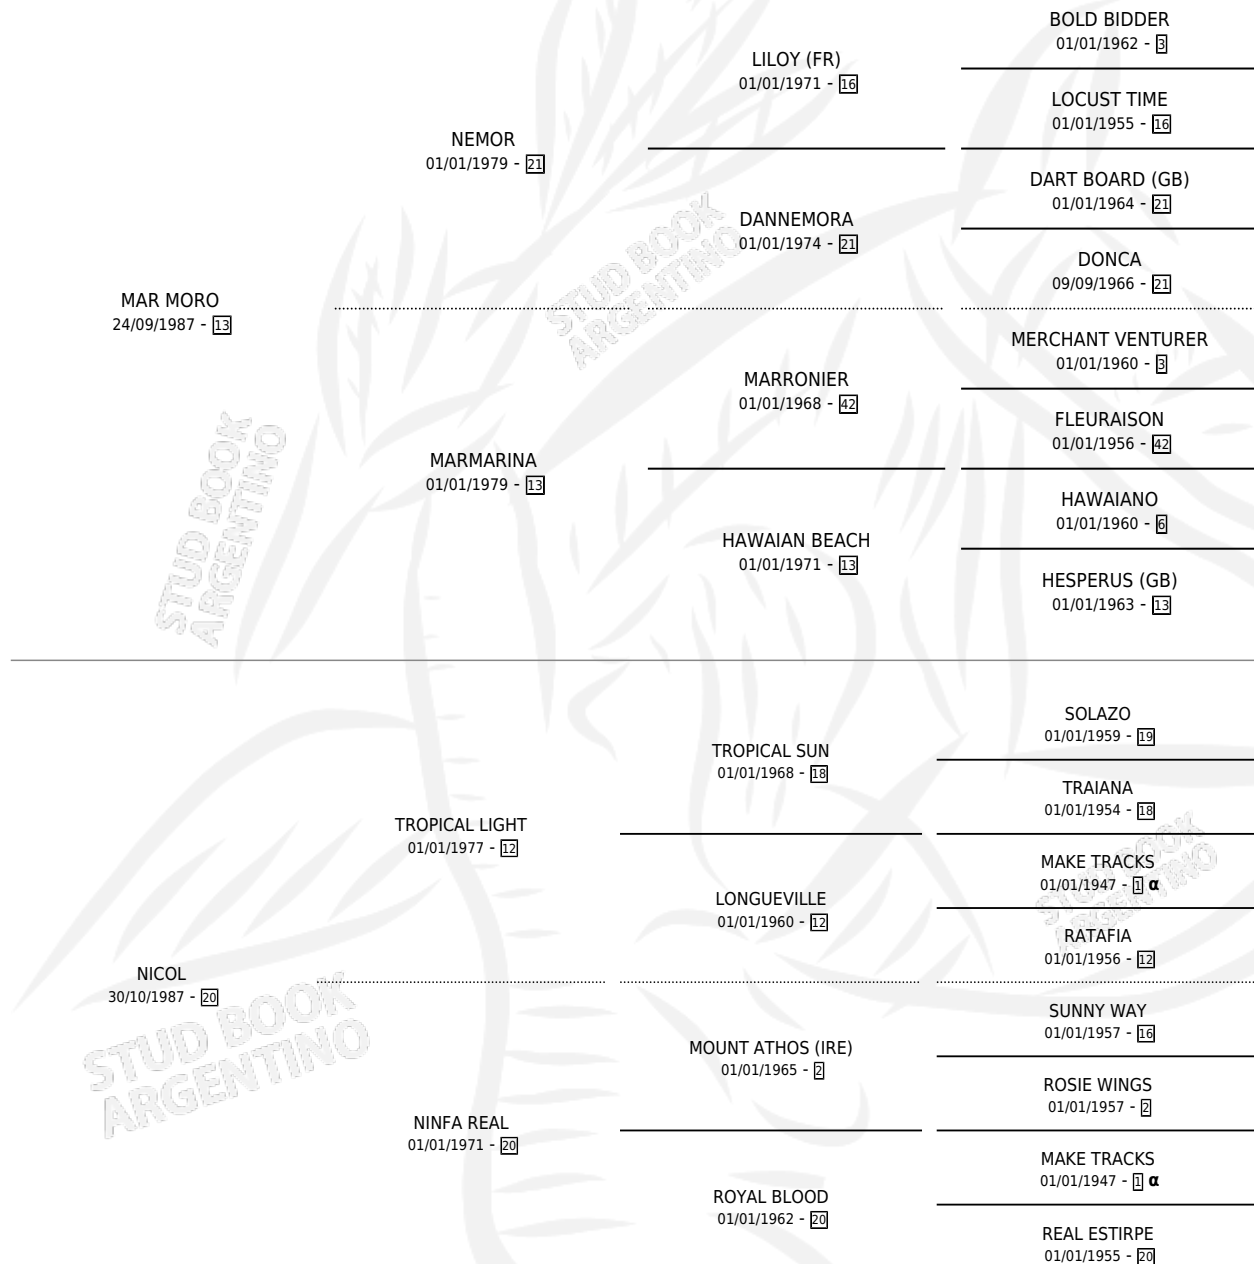 BOLD BIDDER
01/01/1962 - 3
LILOY (FR)
01/01/1971 - 16
LOCUST TIME
01/01/1955 - 16
NEMOR
01/01/1979 - 21
DART BOARD (GB)
01/01/1964 - 21
DANNEMORA
01/01/1974 - 21
DONCA
09/09/1966 - 21
MAR MORO
24/09/1987 - 13
MERCHANT VENTURER
01/01/1960 - 3
MARRONIER
01/01/1968 - 42
FLEURAISON
01/01/1956 - 42
MARMARINA
01/01/1979 - 13
HAWAIANO
01/01/1960 - 6
HAWAIAN BEACH
01/01/1971 - 13
HESPERUS (GB)
01/01/1963 - 13
SOLAZO
01/01/1959 - 19
TROPICAL SUN
01/01/1968 - 18
TRAIANA
01/01/1954 - 18
TROPICAL LIGHT
01/01/1977 - 12
MAKE TRACKS
01/01/1947 - 1 α
LONGUEVILLE
01/01/1960 - 12
RATAFIA
01/01/1956 - 12
NICOL
30/10/1987 - 20
SUNNY WAY
01/01/1957 - 16
MOUNT ATHOS (IRE)
01/01/1965 - 2
ROSIE WINGS
01/01/1957 - 2
NINFA REAL
01/01/1971 - 20
MAKE TRACKS
01/01/1947 - 1 α
ROYAL BLOOD
01/01/1962 - 20
REAL ESTIRPE
01/01/1955 - 20
STUD BOOK
ARGENTINO
STUD BOOK
ARGENTINO
STUD BOOK
ARGENTINO
STUD BOOK
ARGENTINO